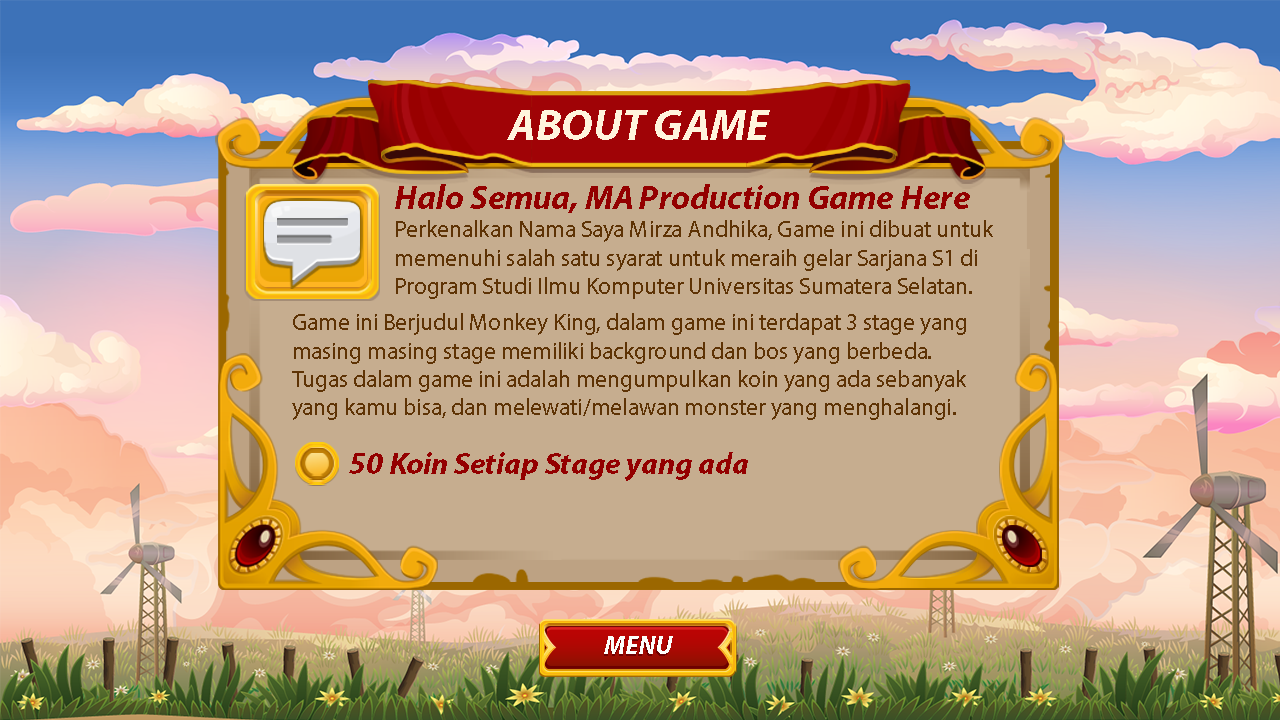 ABOUT GAME
Halo Semua, MA Production Game Here
Perkenalkan Nama Saya Mirza Andhika, Game ini dibuat untuk
memenuhi salah satu syarat untuk meraih gelar Sarjana S1 di
Program Studi Ilmu Komputer Universitas Sumatera Selatan.
Game ini Berjudul Monkey King, dalam game ini terdapat 3 stage yang
masing masing stage memiliki background dan bos yang berbeda.
Tugas dalam game ini adalah mengumpulkan koin yang ada sebanyak
yang kamu bisa, dan melewati/melawan monster yang menghalangi.
50 Koin Setiap Stage yang ada
MENU